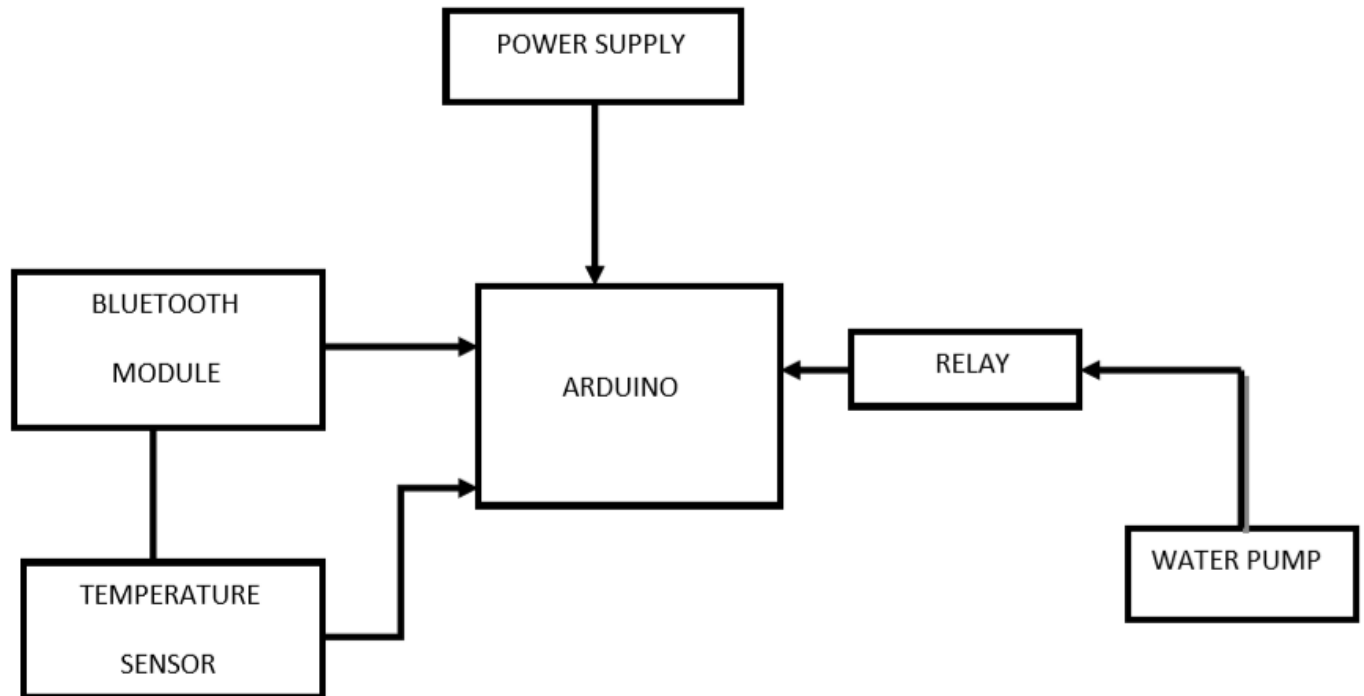 POWER SUPPLY
BLUETOOTH
MODULE
ARDUINO
RELAY
TEMPERATURE
SENSOR
WATER PUMP